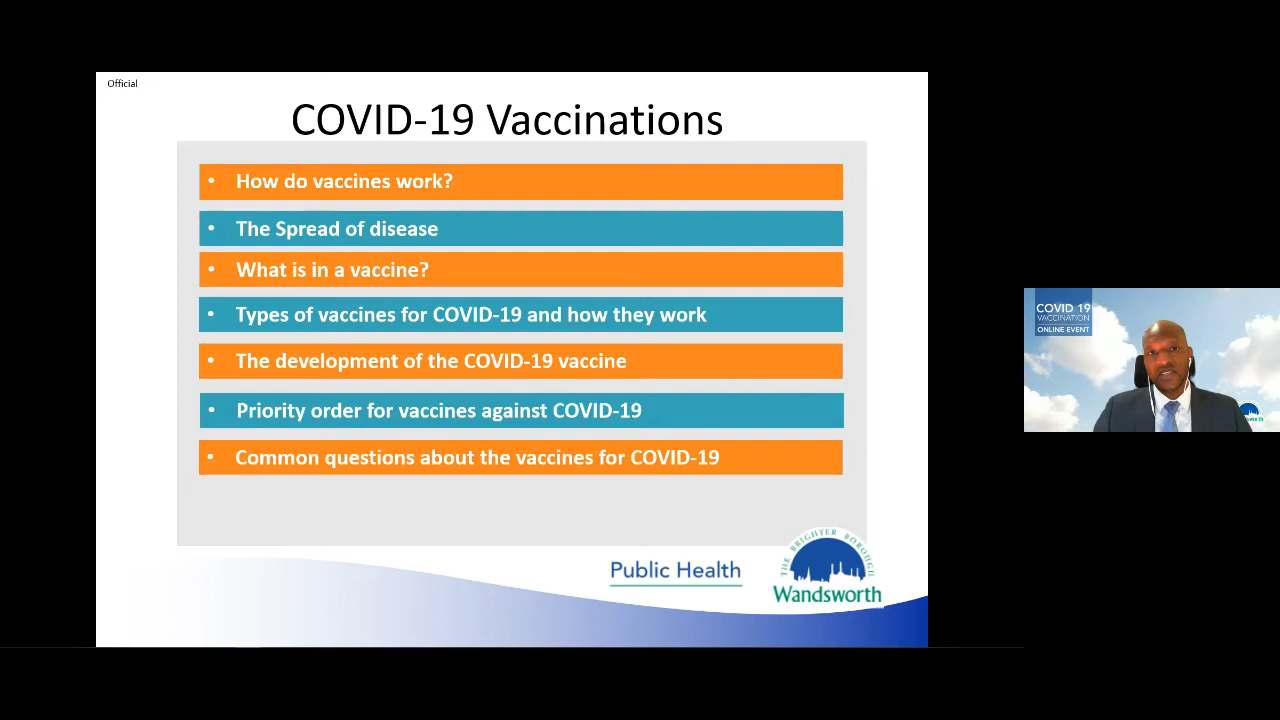 Official
COVID-19 Vaccinations
• How do vaccines work?
• The Spread of disease
• What is in a vaccine?
• Types of vaccines for COVID-19 and how they work
• The development of the COVID-19 vaccine
• Priority order for vaccines against COVID-19
• Common questions about the vaccines for COVID-19
Public Health
THE BRIGHTER BOROUGH
Wandsworth
COVID 19
VACCINATION
ONLINE EVENT
Wandsworth